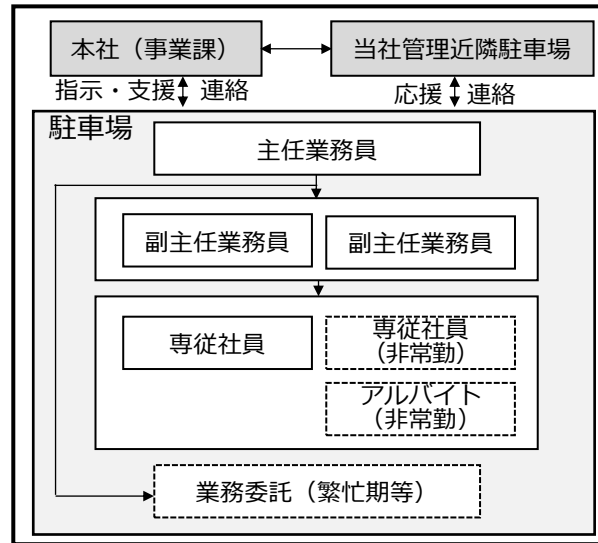 本社（事業課）
当社管理近隣駐車場
指示・支援
連絡
応援
連絡
駐車場
主任業務員
副主任業務員
副主任業務員
専従社員
専従社員
（非常勤）
アルバイト
（非常勤）
業務委託（繁忙期等）